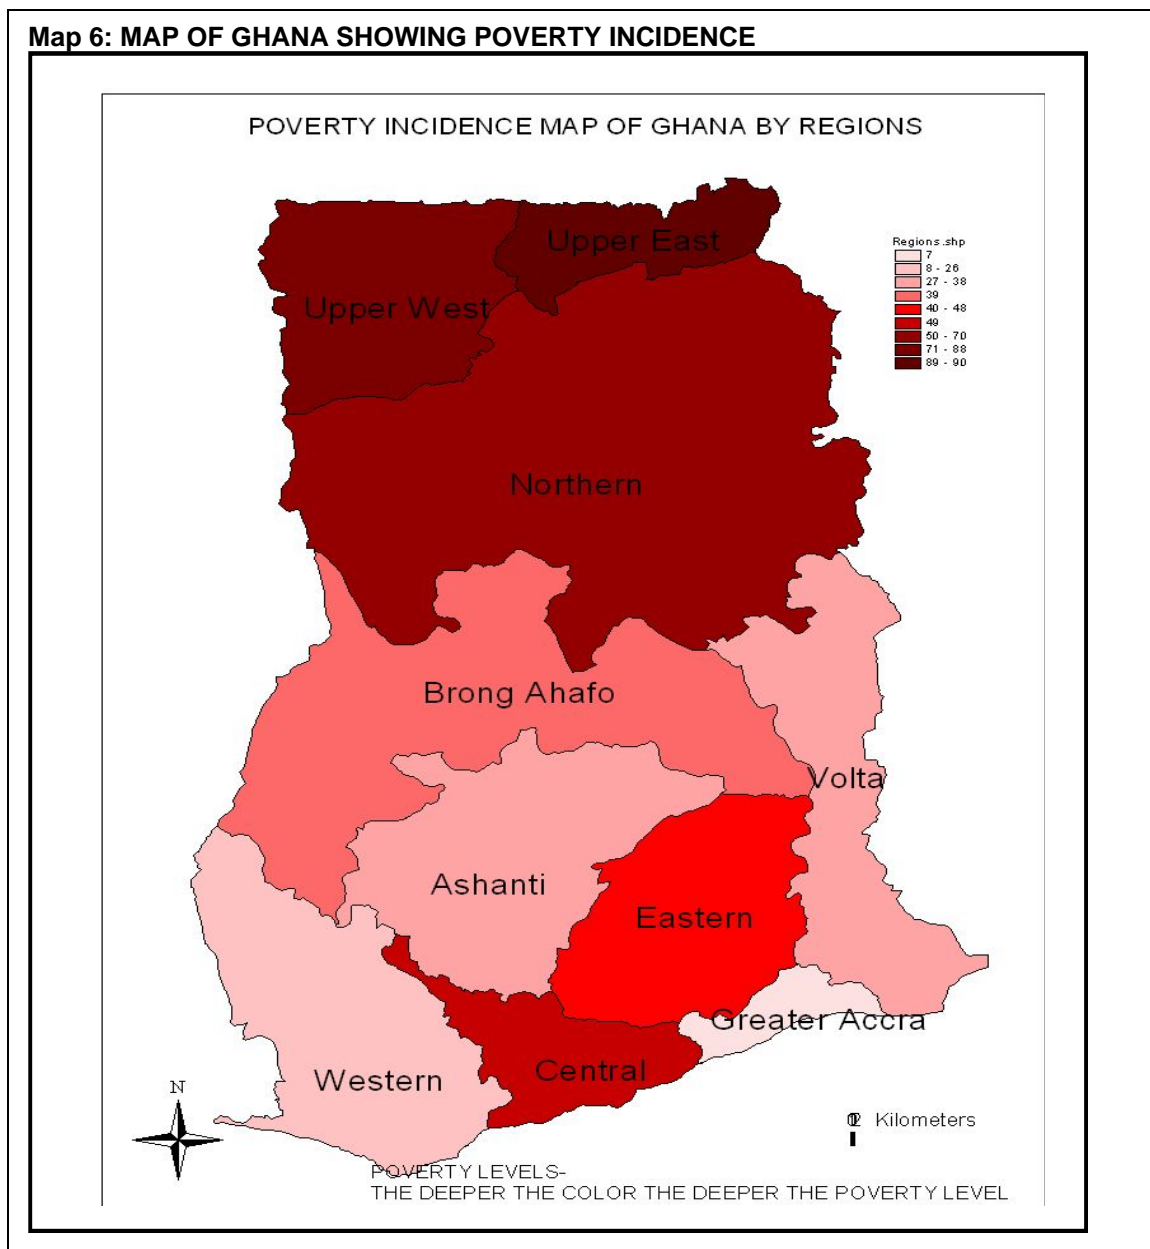 Map 6: MAP OF GHANA SHOWING POVERTY INCIDENCE
POVERTY INCIDENCE MAP OF GHANA BY REGIONS
Upper East
Regions.shp
7
8 - 26
27 - 38
39
40 - 48
49
50 - 70
71 - 88
89 - 90
Upper West
Northern
Brong Ahafo
Volta
Ashanti
Eastern
Greater Accra
Central
Western
N
Kilometers
POVERTY LEVELS-
THE DEEPER THE COLOR THE DEEPER THE POVERTY LEVEL